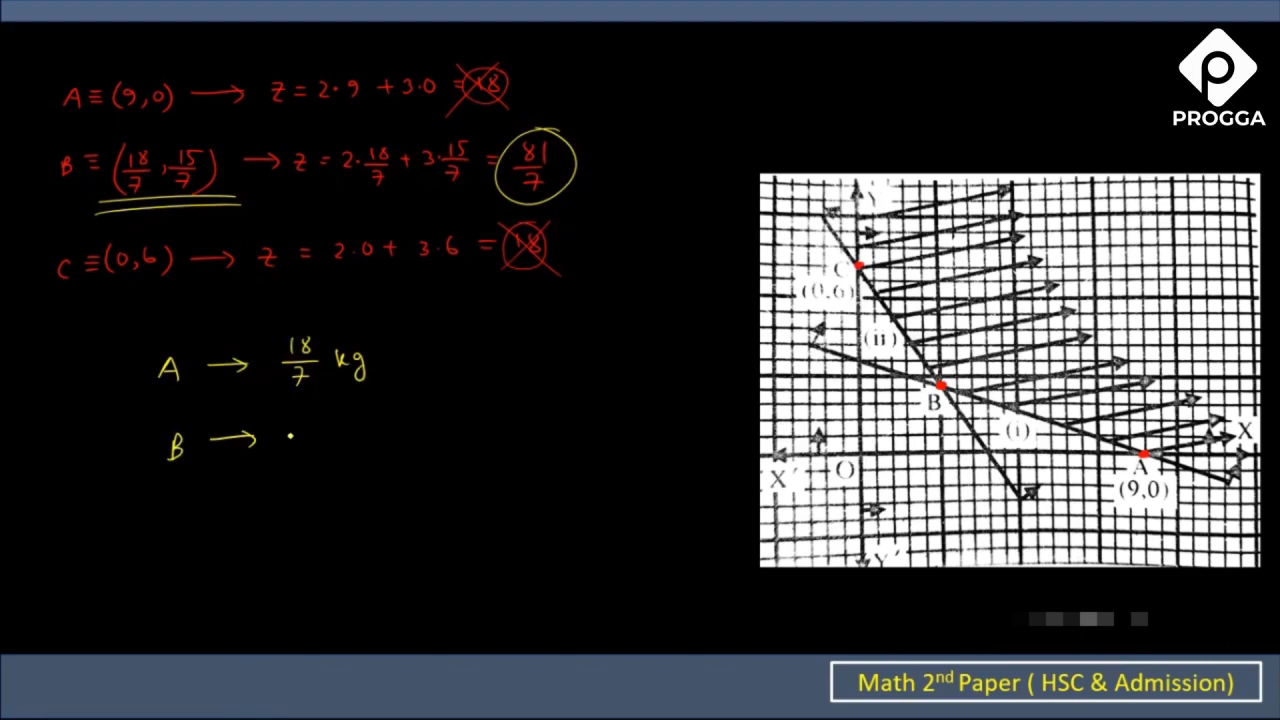 A ≡ (9,0) → Z = 2·9 + 3·0 = 18
B ≡ (18/7, 15/7) → Z = 2·18/7 + 3·15/7 = 81/7
C ≡ (0,6) → Z = 2·0 + 3·6 = 18
A → 18/7 kg
B →
PROGGA
Y
C
(0,6)
(ii)
B
(i)
X
X′
O
A
(9,0)
Y′
Math 2nd Paper ( HSC & Admission)